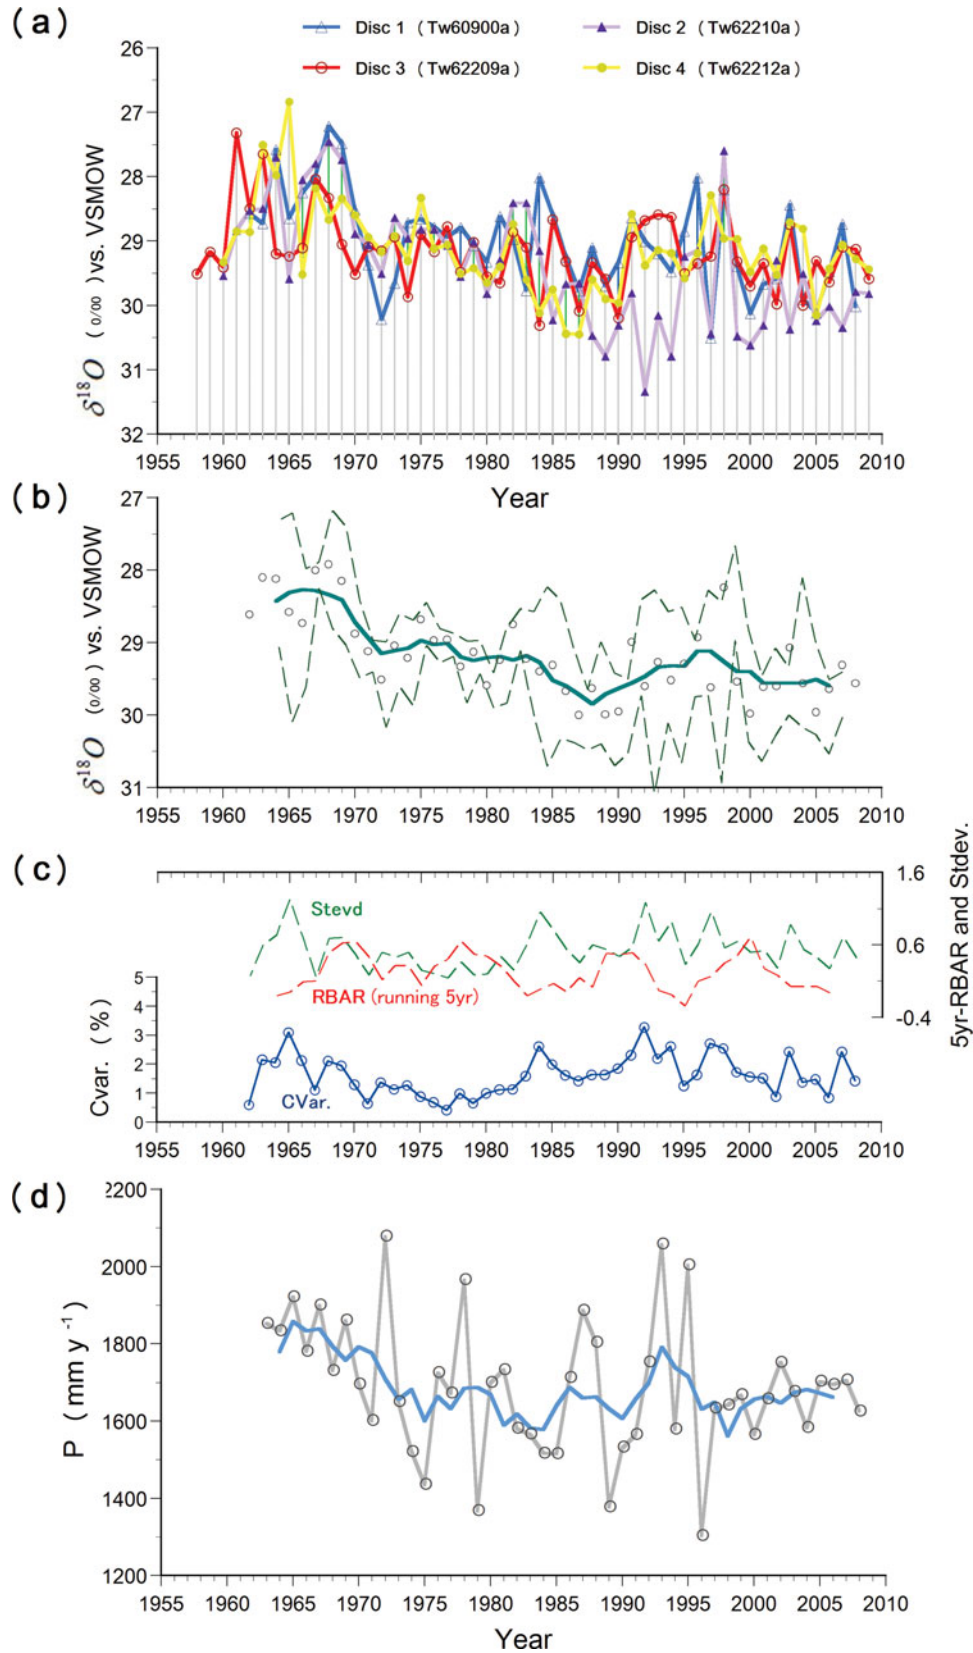 (a)
Disc 1 (Tw60900a) Disc 2 (Tw62210a)
Disc 3 (Tw62209a) Disc 4 (Tw62212a)
26
27
28
29
30
31
32
δ18O (0/00) vs. VSMOW
1955 1960 1965 1970 1975 1980 1985 1990 1995 2000 2005 2010
Year
(b)
27
28
29
30
31
δ18O (0/00) vs. VSMOW
1955 1960 1965 1970 1975 1980 1985 1990 1995 2000 2005 2010
(c)
1.6
0.6
-0.4
5yr-RBAR and Stdev.
Stevd
RBAR (running 5yr)
5
4
3
2
1
0
Cvar. (%)
CVar.
1955 1960 1965 1970 1975 1980 1985 1990 1995 2000 2005 2010
(d)
2200
2000
1800
1600
1400
1200
P (mm y -1)
1955 1960 1965 1970 1975 1980 1985 1990 1995 2000 2005 2010
Year